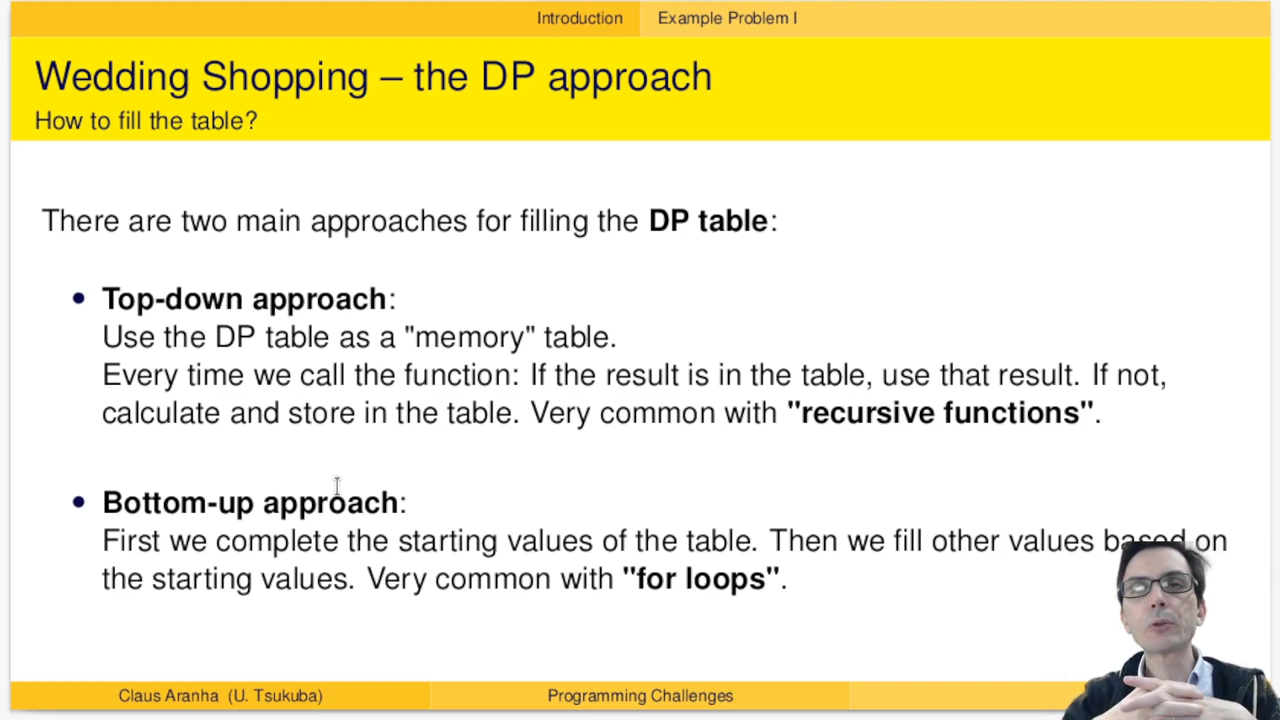 Introduction Example Problem I
Wedding Shopping – the DP approach
How to fill the table?
There are two main approaches for filling the DP table:
• Top-down approach:
Use the DP table as a "memory" table.
Every time we call the function: If the result is in the table, use that result. If not,
calculate and store in the table. Very common with "recursive functions".
• Bottom-up approach:
First we complete the starting values of the table. Then we fill other values based on
the starting values. Very common with "for loops".
Claus Aranha (U. Tsukuba) Programming Challenges